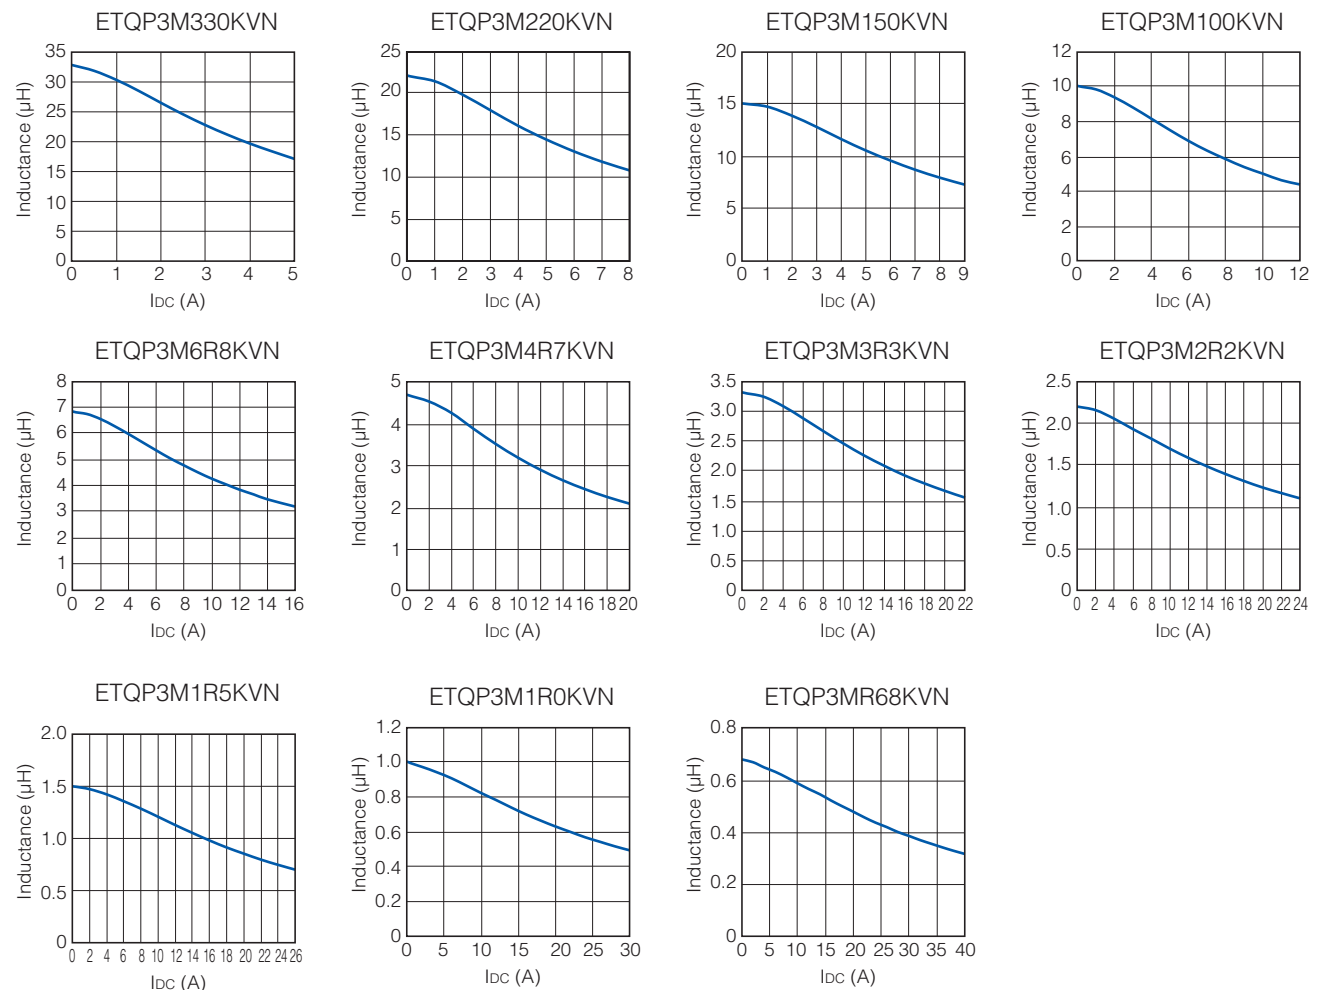 ETQP3M330KVN
Inductance (µH)
35
30
25
20
15
10
5
0
0 1 2 3 4 5
IDC (A)
ETQP3M220KVN
Inductance (µH)
25
20
15
10
5
0
0 1 2 3 4 5 6 7 8
IDC (A)
ETQP3M150KVN
Inductance (µH)
20
15
10
5
0
0 1 2 3 4 5 6 7 8 9
IDC (A)
ETQP3M100KVN
Inductance (µH)
12
10
8
6
4
2
0
0 2 4 6 8 10 12
IDC (A)
ETQP3M6R8KVN
Inductance (µH)
8
7
6
5
4
3
2
1
0
0 2 4 6 8 10 12 14 16
IDC (A)
ETQP3M4R7KVN
Inductance (µH)
5
4
3
2
1
0
0 2 4 6 8 10 12 14 16 18 20
IDC (A)
ETQP3M3R3KVN
Inductance (µH)
3.5
3.0
2.5
2.0
1.5
1.0
0.5
0
0 2 4 6 8 10 12 14 16 18 20 22
IDC (A)
ETQP3M2R2KVN
Inductance (µH)
2.5
2.0
1.5
1.0
0.5
0
0 2 4 6 8 10 12 14 16 18 20 22 24
IDC (A)
ETQP3M1R5KVN
Inductance (µH)
2.0
1.5
1.0
0.5
0
0 2 4 6 8 10 12 14 16 18 20 22 24 26
IDC (A)
ETQP3M1R0KVN
Inductance (µH)
1.2
1.0
0.8
0.6
0.4
0.2
0
0 5 10 15 20 25 30
IDC (A)
ETQP3MR68KVN
Inductance (µH)
0.8
0.6
0.4
0.2
0
0 5 10 15 20 25 30 35 40
IDC (A)